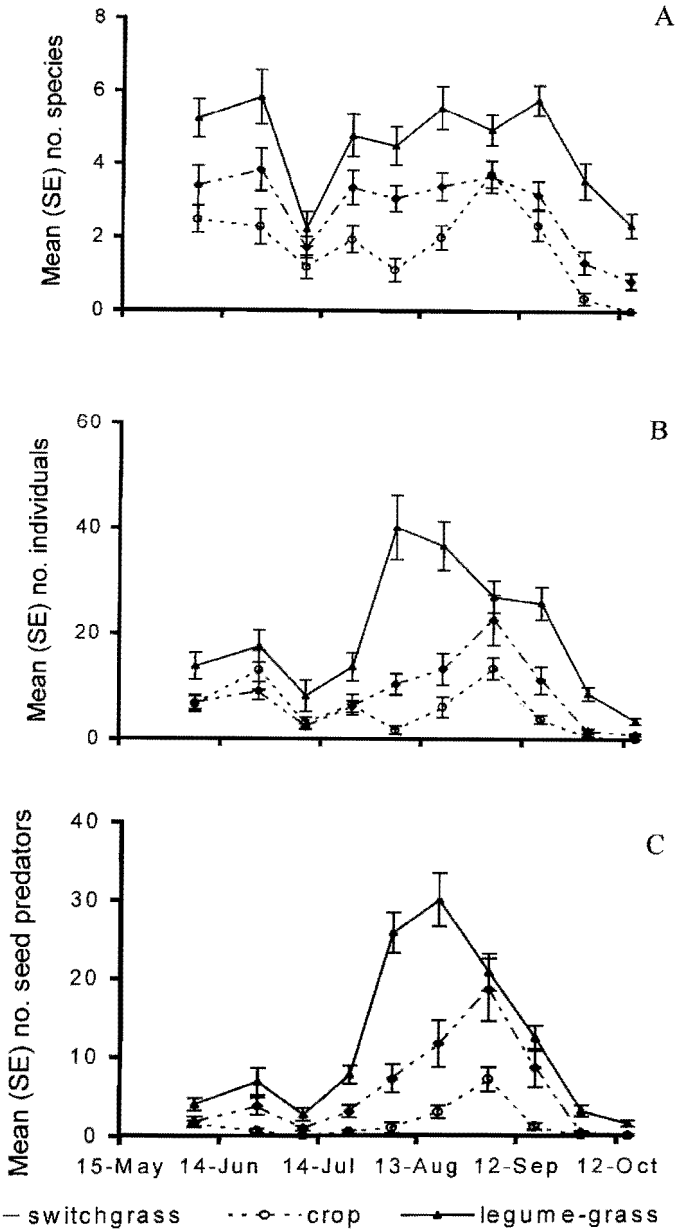 A
8
6
4
2
0
Mean (SE) no. species
B
60
40
20
0
Mean (SE) no. individuals
C
40
30
20
10
0
Mean (SE) no. seed predators
15-May 14-Jun 14-Jul 13-Aug 12-Sep 12-Oct
switchgrass crop legume-grass